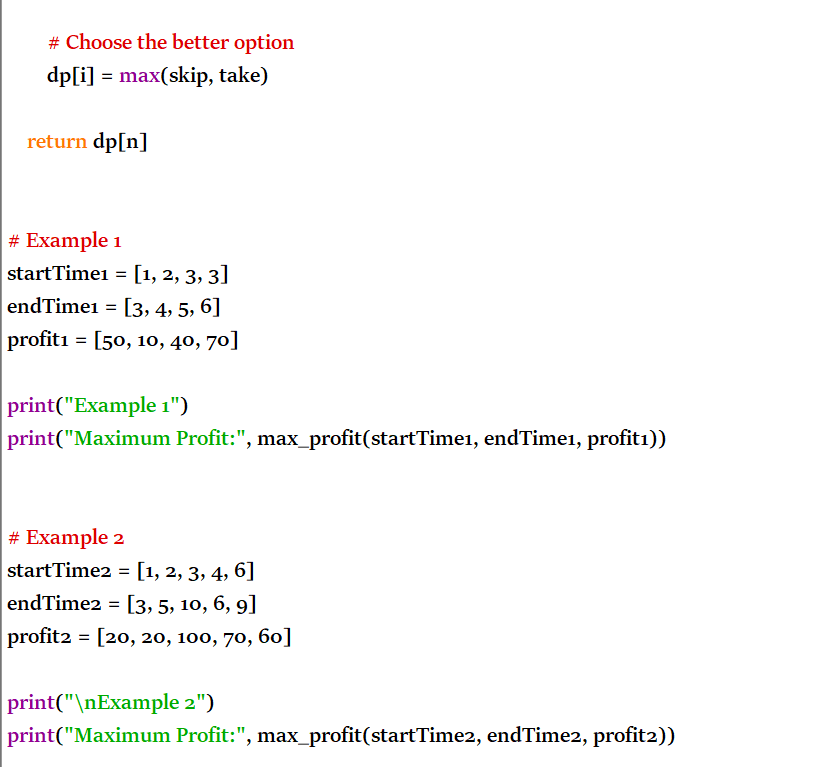 # Choose the better option
dp[i] = max(skip, take)
return dp[n]
# Example 1
startTime1 = [1, 2, 3, 3]
endTime1 = [3, 4, 5, 6]
profit1 = [50, 10, 40, 70]
print("Example 1")
print("Maximum Profit:", max_profit(startTime1, endTime1, profit1))
# Example 2
startTime2 = [1, 2, 3, 4, 6]
endTime2 = [3, 5, 10, 6, 9]
profit2 = [20, 20, 100, 70, 60]
print("\nExample 2")
print("Maximum Profit:", max_profit(startTime2, endTime2, profit2))